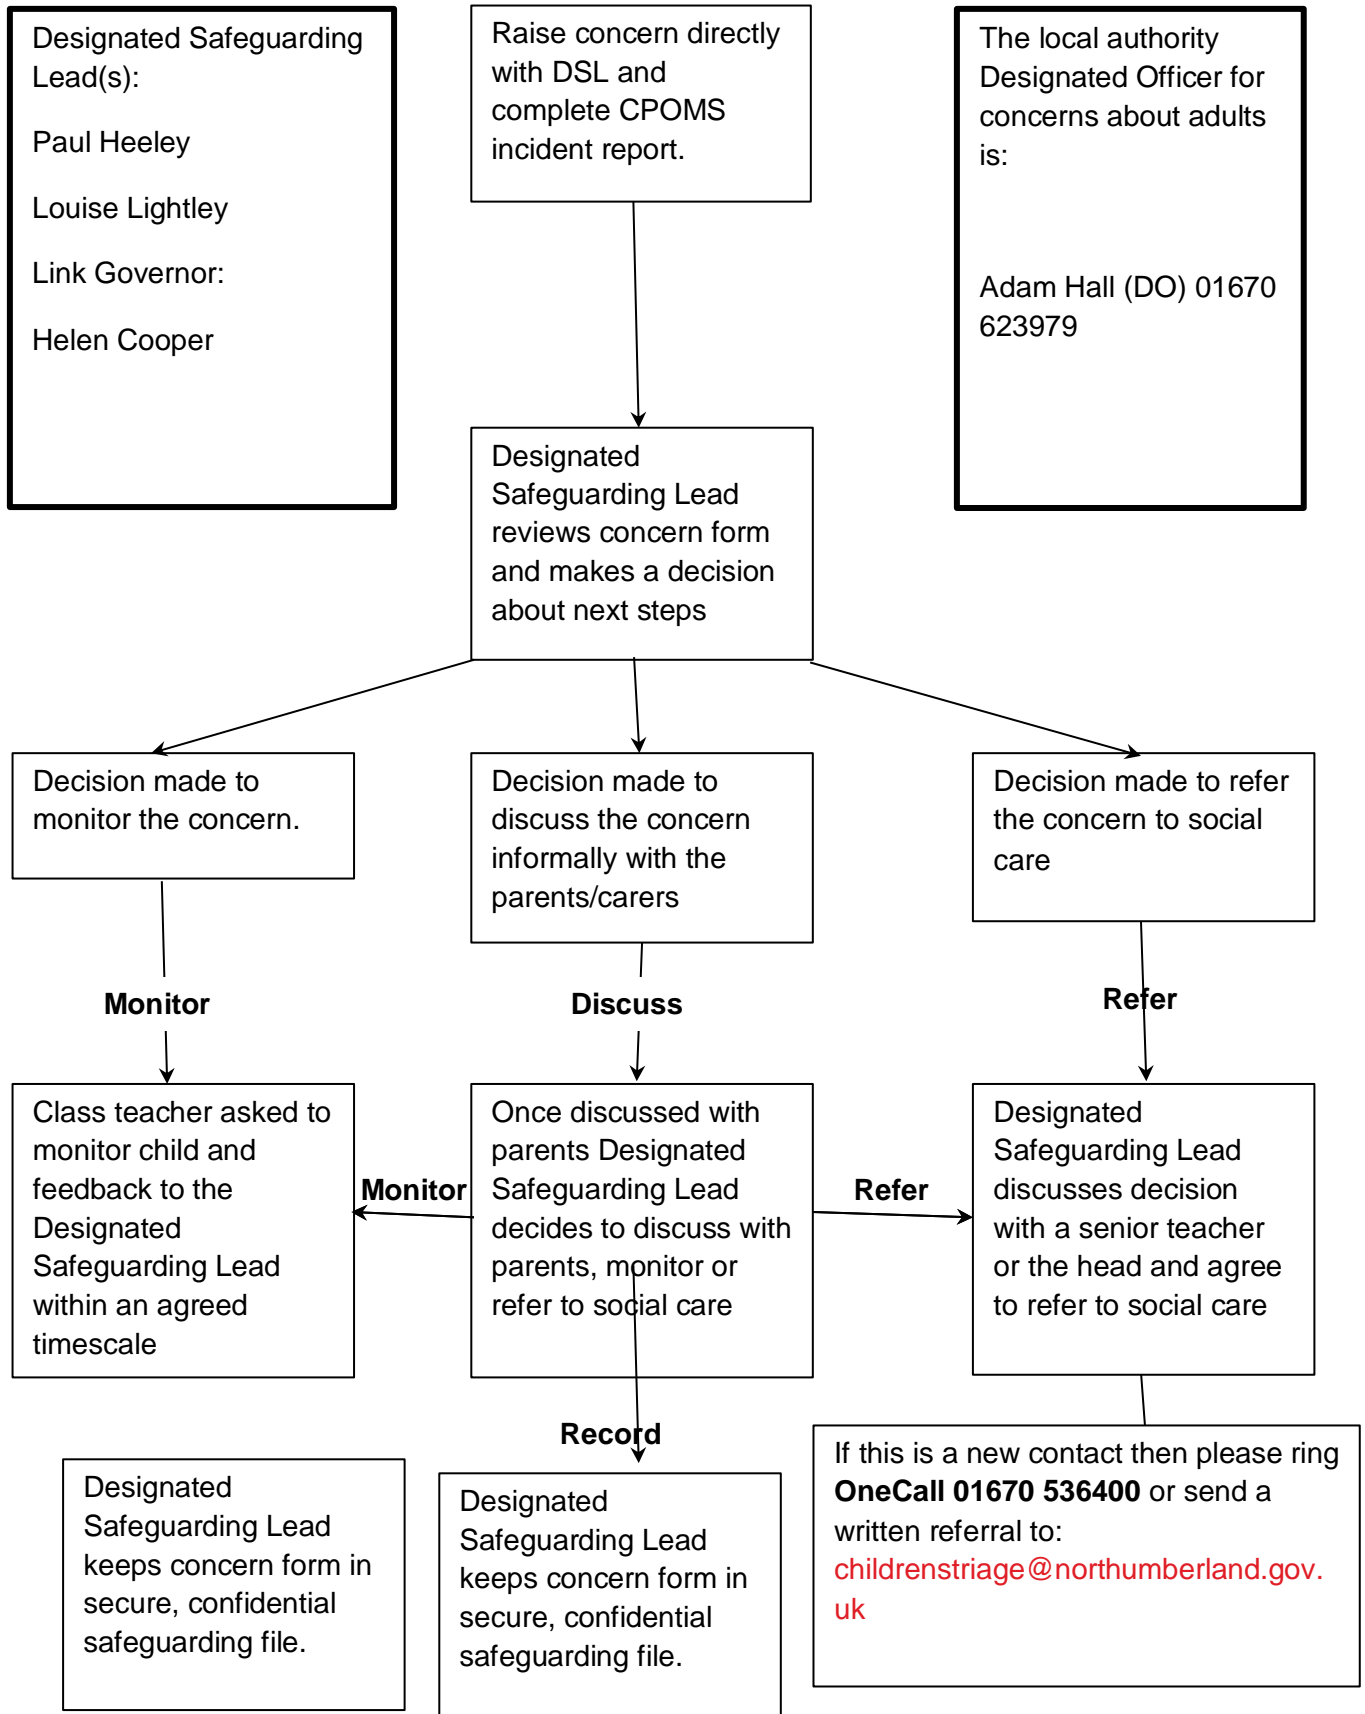 Designated Safeguarding
Lead(s):
Paul Heeley
Louise Lightley
Link Governor:
Helen Cooper
Raise concern directly
with DSL and
complete CPOMS
incident report.
The local authority
Designated Officer for
concerns about adults
is:
Adam Hall (DO) 01670
623979
Designated
Safeguarding Lead
reviews concern form
and makes a decision
about next steps
Decision made to
monitor the concern.
Decision made to
discuss the concern
informally with the
parents/carers
Decision made to refer
the concern to social
care
Monitor
Discuss
Refer
Class teacher asked to
monitor child and
feedback to the
Designated
Safeguarding Lead
within an agreed
timescale
Monitor
Once discussed with
parents Designated
Safeguarding Lead
decides to discuss with
parents, monitor or
refer to social care
Refer
Designated
Safeguarding Lead
discusses decision
with a senior teacher
or the head and agree
to refer to social care
Record
Designated
Safeguarding Lead
keeps concern form in
secure, confidential
safeguarding file.
Designated
Safeguarding Lead
keeps concern form in
secure, confidential
safeguarding file.
If this is a new contact then please ring
OneCall 01670 536400 or send a
written referral to:
childrenstriage@northumberland.gov.
uk